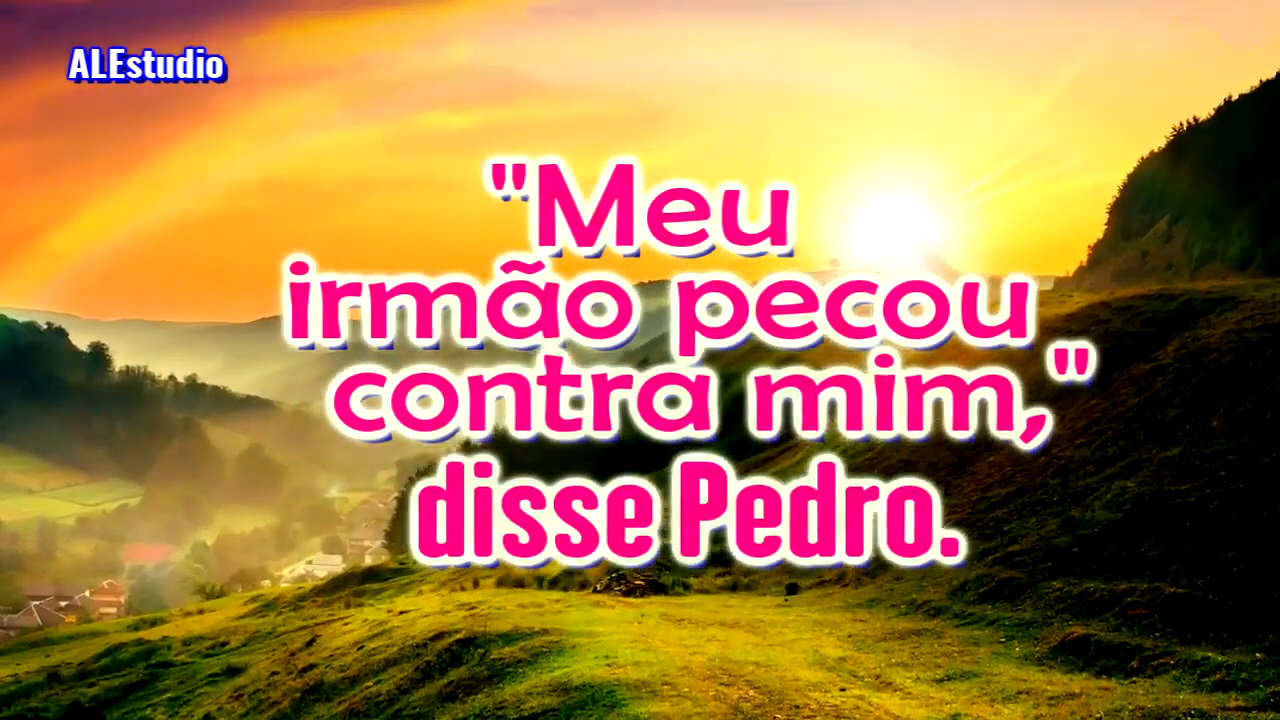 ALEstudio
"Meu
irmão pecou
contra mim,"
disse Pedro.